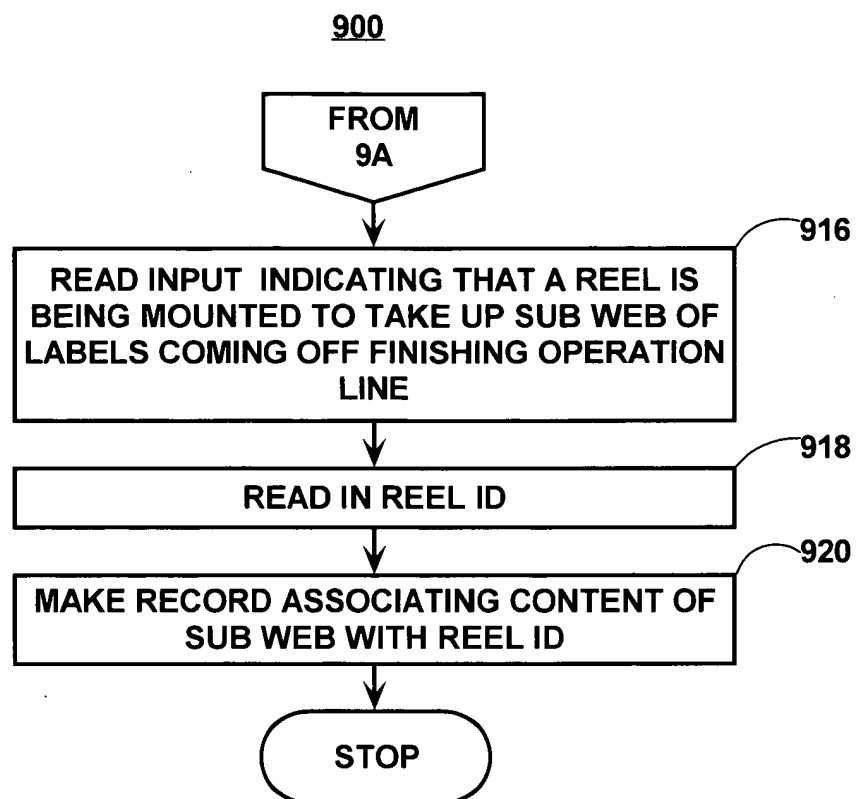 900
FROM
9A
916
READ INPUT INDICATING THAT A REEL IS
BEING MOUNTED TO TAKE UP SUB WEB OF
LABELS COMING OFF FINISHING OPERATION
LINE
918
READ IN REEL ID
920
MAKE RECORD ASSOCIATING CONTENT OF
SUB WEB WITH REEL ID
STOP